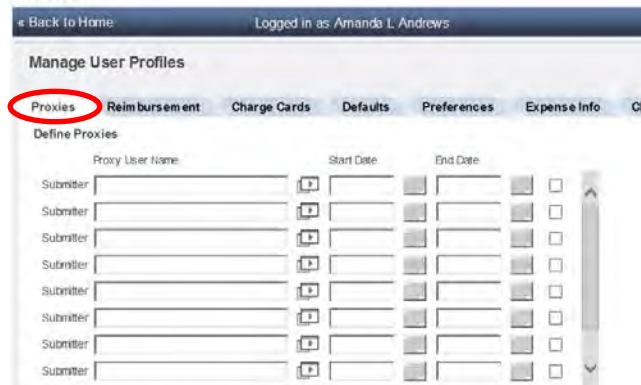 « Back to Home Logged in as Amanda L Andrews
Manage User Profiles
Proxies Reimbursement Charge Cards Defaults Preferences Expense Info
Define Proxies
Proxy User Name Start Date End Date
Submitter
Submitter
Submitter
Submitter
Submitter
Submitter
Submitter
Submitter